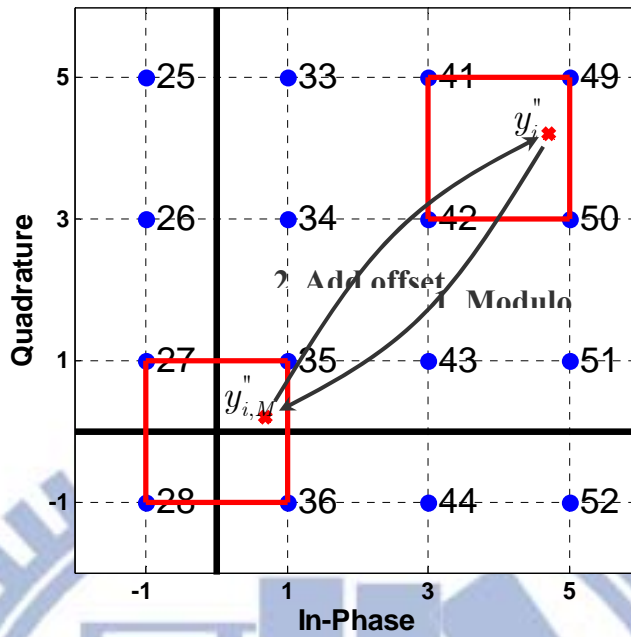 5 25 33 41 49
y"i
3 26 34 42 50
2. Add offset
1. Modulo
Quadrature
1 27 35 43 51
y"i,M
-1 28 36 44 52
-1 1 3 5
In-Phase